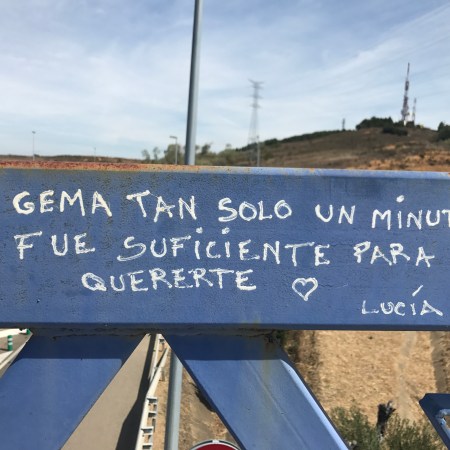 GEMA TAN SOLO UN MINUT
FUE SUFICIENTE PARA
QUERERTE ♡
LUCÍA